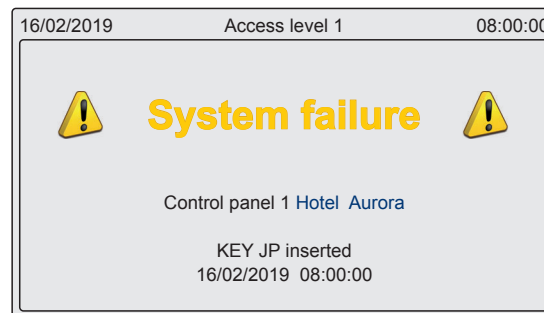 16/02/2019 Access level 1 08:00:00
System failure
Control panel 1 Hotel Aurora
KEY JP inserted
16/02/2019 08:00:00